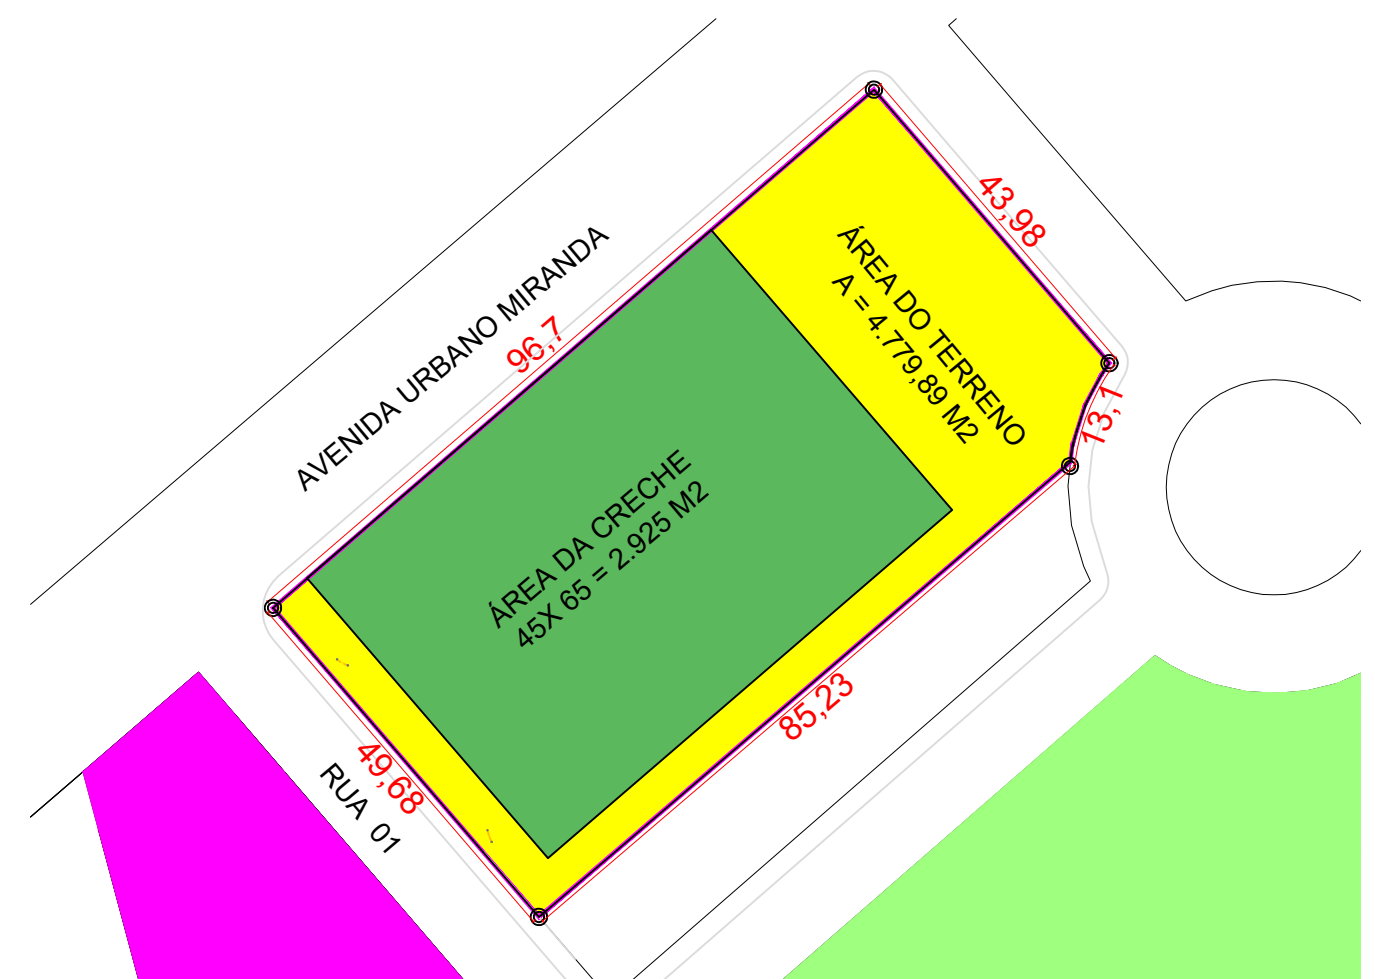 43,98
AVENIDA URBANO MIRANDA
96,7
ÁREA DO TERRENO
A = 4.779,89 M2
13,1
ÁREA DA CRECHE
45X 65 = 2.925 M2
85,23
49,68
RUA 01